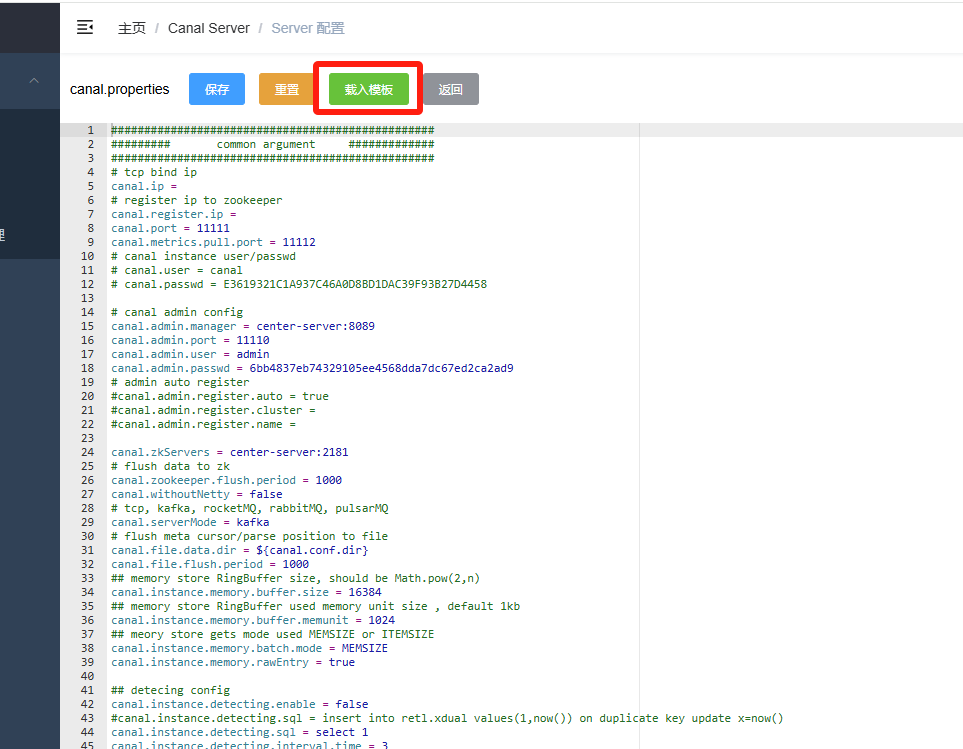 主页 / Canal Server / Server 配置
canal.properties 保存 重置 载入模板 返回
理
1 #################################################
2 ######### common argument #############
3 #################################################
4 # tcp bind ip
5 canal.ip =
6 # register ip to zookeeper
7 canal.register.ip =
8 canal.port = 11111
9 canal.metrics.pull.port = 11112
10 # canal instance user/passwd
11 # canal.user = canal
12 # canal.passwd = E3619321C1A937C46A0D8BD1DAC39F93B27D4458
13
14 # canal admin config
15 canal.admin.manager = center-server:8089
16 canal.admin.port = 11110
17 canal.admin.user = admin
18 canal.admin.passwd = 6bb4837eb74329105ee4568dda7dc67ed2ca2ad9
19 # admin auto register
20 #canal.admin.register.auto = true
21 #canal.admin.register.cluster =
22 #canal.admin.register.name =
23
24 canal.zkServers = center-server:2181
25 # flush data to zk
26 canal.zookeeper.flush.period = 1000
27 canal.withoutNetty = false
28 # tcp, kafka, rocketMQ, rabbitMQ, pulsarMQ
29 canal.serverMode = kafka
30 # flush meta cursor/parse position to file
31 canal.file.data.dir = ${canal.conf.dir}
32 canal.file.flush.period = 1000
33 ## memory store RingBuffer size, should be Math.pow(2,n)
34 canal.instance.memory.buffer.size = 16384
35 ## memory store RingBuffer used memory unit size , default 1kb
36 canal.instance.memory.buffer.memunit = 1024
37 ## meory store gets mode used MEMSIZE or ITEMSIZE
38 canal.instance.memory.batch.mode = MEMSIZE
39 canal.instance.memory.rawEntry = true
40
41 ## detecing config
42 canal.instance.detecting.enable = false
43 #canal.instance.detecting.sql = insert into retl.xdual values(1,now()) on duplicate key update x=now()
44 canal.instance.detecting.sql = select 1
45 canal.instance.detecting.interval.time = 3